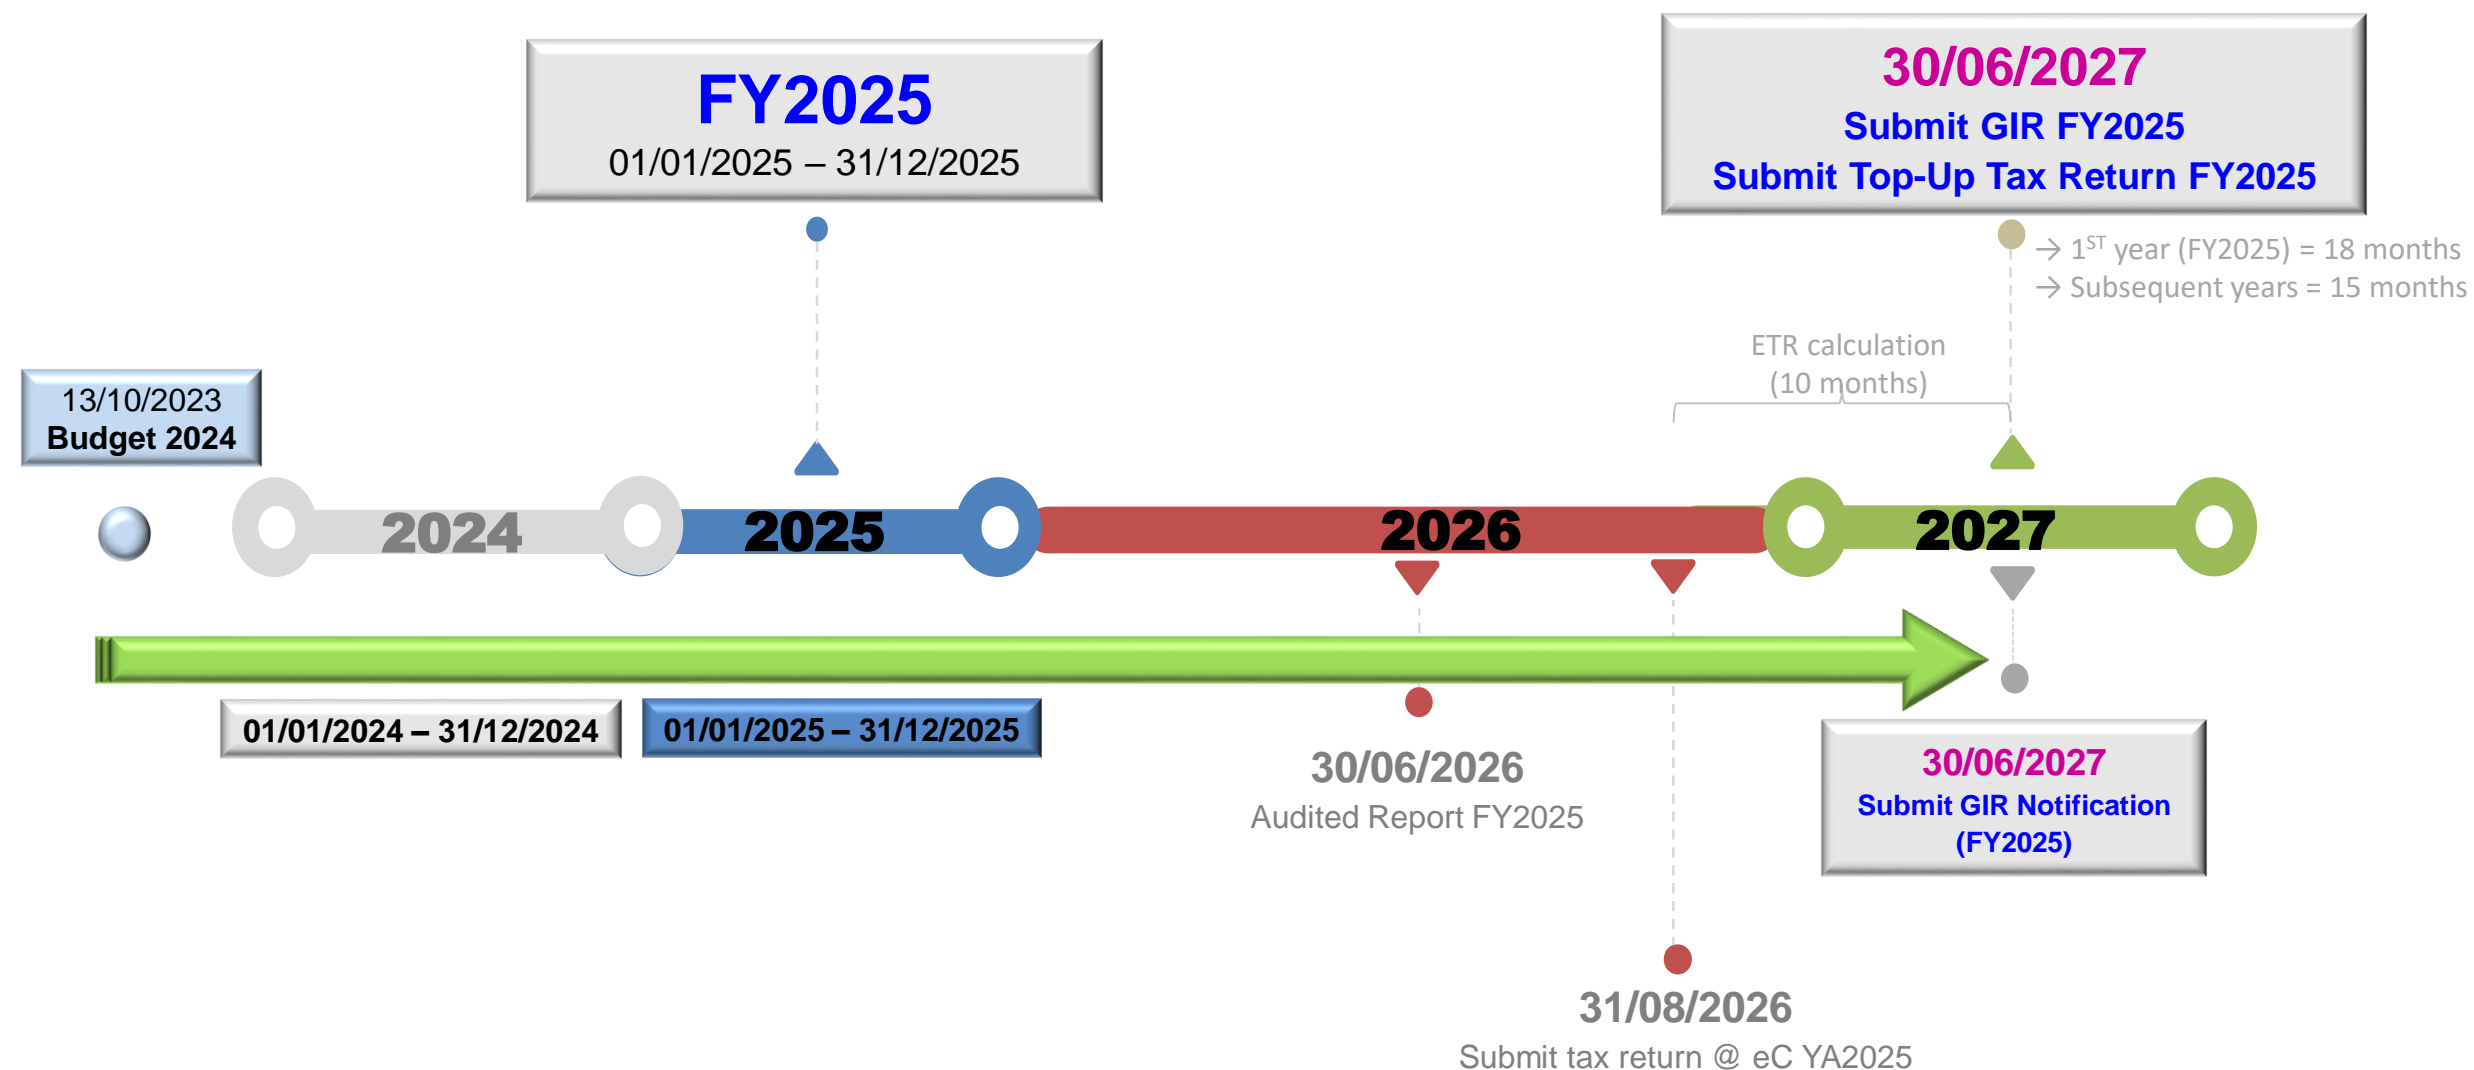 FY2025
01/01/2025 – 31/12/2025
30/06/2027
Submit GIR FY2025
Submit Top-Up Tax Return FY2025
→ 1ST year (FY2025) = 18 months
→ Subsequent years = 15 months
ETR calculation
(10 months)
13/10/2023
Budget 2024
2024
2025
2026
2027
01/01/2024 – 31/12/2024
01/01/2025 – 31/12/2025
30/06/2026
Audited Report FY2025
30/06/2027
Submit GIR Notification
(FY2025)
31/08/2026
Submit tax return @ eC YA2025